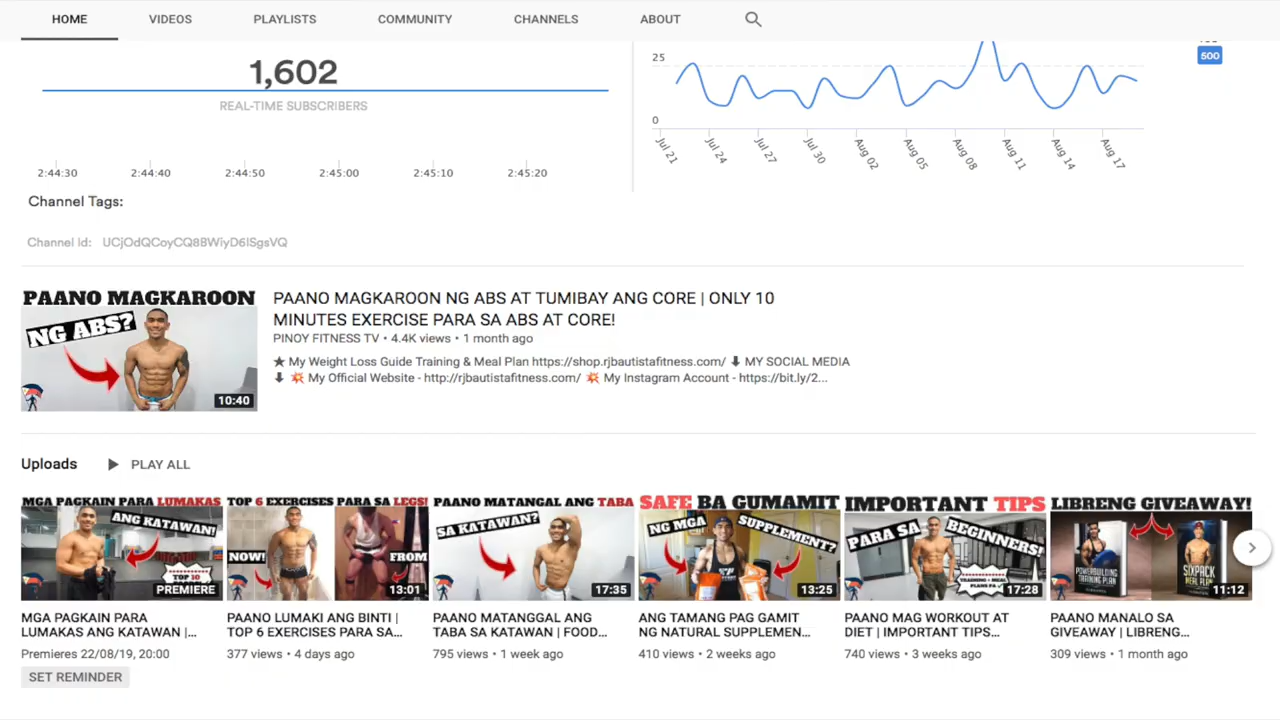 HOME VIDEOS PLAYLISTS COMMUNITY CHANNELS ABOUT
1,602
REAL-TIME SUBSCRIBERS
2:44:30 2:44:40 2:44:50 2:45:00 2:45:10 2:45:20
500
25
0
Jul 21 Jul 24 Jul 27 Jul 30 Aug 02 Aug 05 Aug 08 Aug 11 Aug 14 Aug 17
Channel Tags:
Channel Id: UCjOdQCoyCQ8BWiyD6ISgsVQ
PAANO MAGKAROON
NG ABS?
10:40
PAANO MAGKAROON NG ABS AT TUMIBAY ANG CORE | ONLY 10
MINUTES EXERCISE PARA SA ABS AT CORE!
PINOY FITNESS TV • 4.4K views • 1 month ago
★ My Weight Loss Guide Training & Meal Plan https://shop.rjbautistafitness.com/ ⬇ MY SOCIAL MEDIA
⬇ 💥 My Official Website - http://rjbautistafitness.com/ 💥 My Instagram Account - https://bit.ly/2...
Uploads PLAY ALL
MGA PAGKAIN PARA LUMAKAS
ANG KATAWAN!
TOP 10
PREMIERE
MGA PAGKAIN PARA
LUMAKAS ANG KATAWAN |...
Premieres 22/08/19, 20:00
SET REMINDER
TOP 6 EXERCISES PARA SA LEGS!
NOW!
FROM
13:01
PAANO LUMAKI ANG BINTI |
TOP 6 EXERCISES PARA SA...
377 views • 4 days ago
PAANO MATANGAL ANG TABA
SA KATAWAN?
17:35
PAANO MATANGGAL ANG
TABA SA KATAWAN | FOOD...
795 views • 1 week ago
SAFE BA GUMAMIT
NG MGA
SUPPLEMENT?
13:25
ANG TAMANG PAG GAMIT
NG NATURAL SUPPLEMEN...
410 views • 2 weeks ago
IMPORTANT TIPS
PARA SA
BEGINNERS!
TRAINING + MEAL
17:28
PAANO MAG WORKOUT AT
DIET | IMPORTANT TIPS...
740 views • 3 weeks ago
LIBRENG GIVEAWAY!
POWERBUILDING
TRAINING PLAN
SIXPACK
MEAL PLAN
11:12
PAANO MANALO SA
GIVEAWAY | LIBRENG...
309 views • 1 month ago